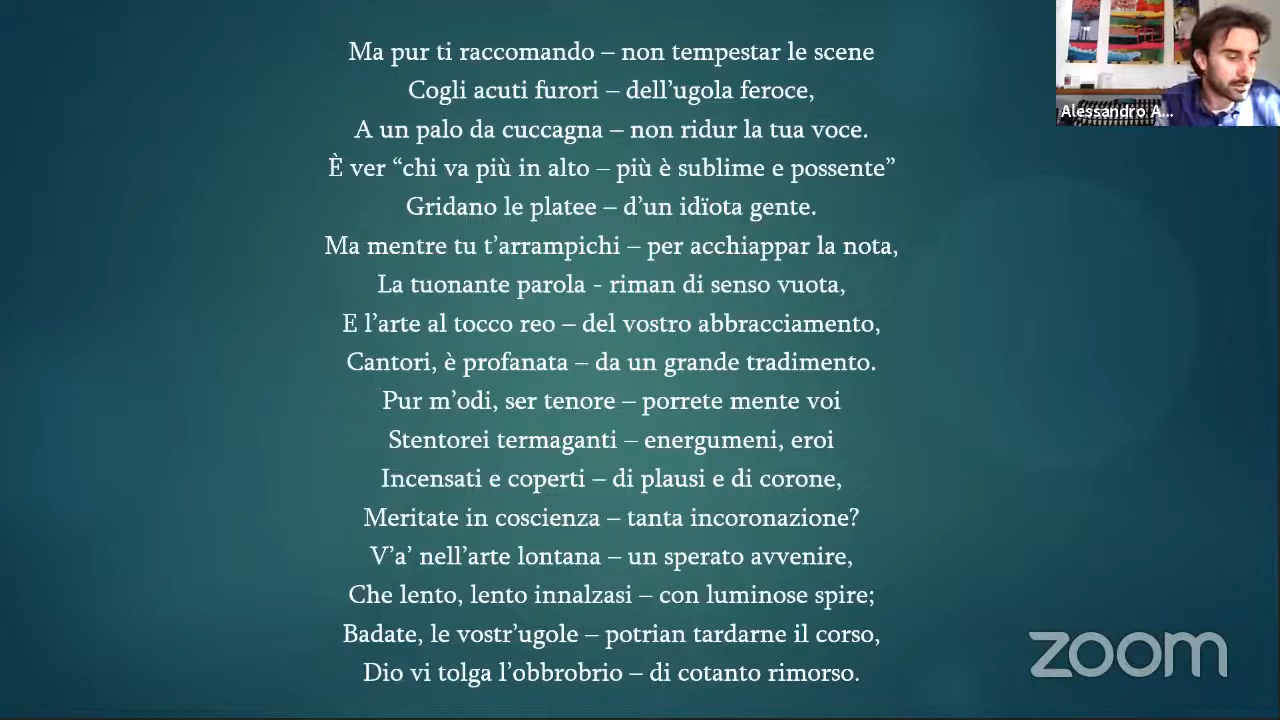 Ma pur ti raccomando – non tempestar le scene
Cogli acuti furori – dell’ugola feroce,
A un palo da cuccagna – non ridur la tua voce.
È ver “chi va più in alto – più è sublime e possente”
Gridano le platee – d’un idïota gente.
Ma mentre tu t’arrampichi – per acchiappar la nota,
La tuonante parola - riman di senso vuota,
E l’arte al tocco reo – del vostro abbracciamento,
Cantori, è profanata – da un grande tradimento.
Pur m’odi, ser tenore – porrete mente voi
Stentorei termaganti – energumeni, eroi
Incensati e coperti – di plausi e di corone,
Meritate in coscienza – tanta incoronazione?
V’a’ nell’arte lontana – un sperato avvenire,
Che lento, lento innalzasi – con luminose spire;
Badate, le vostr’ugole – potrian tardarne il corso,
Dio vi tolga l’obbrobrio – di cotanto rimorso.
Alessandro A...
zoom